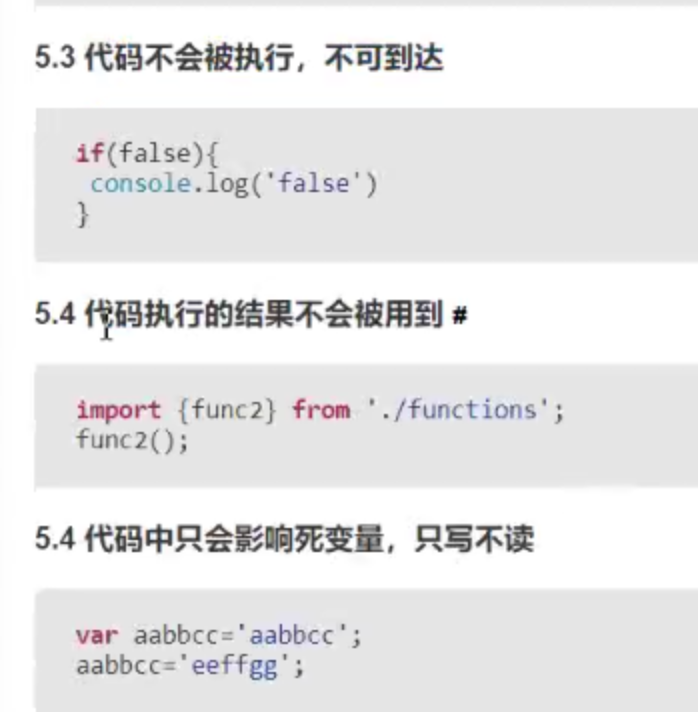 5.3 代码不会被执行，不可到达
if(false){
 console.log('false')
}
5.4 代码执行的结果不会被用到 #
import {func2} from './functions';
func2();
5.4 代码中只会影响死变量，只写不读
var aabbcc='aabbcc';
aabbcc='eeffgg';